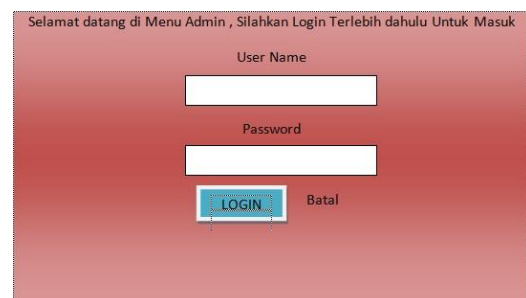 Selamat datang di Menu Admin , Silahkan Login Terlebih dahulu Untuk Masuk
User Name
Password
LOGIN Batal